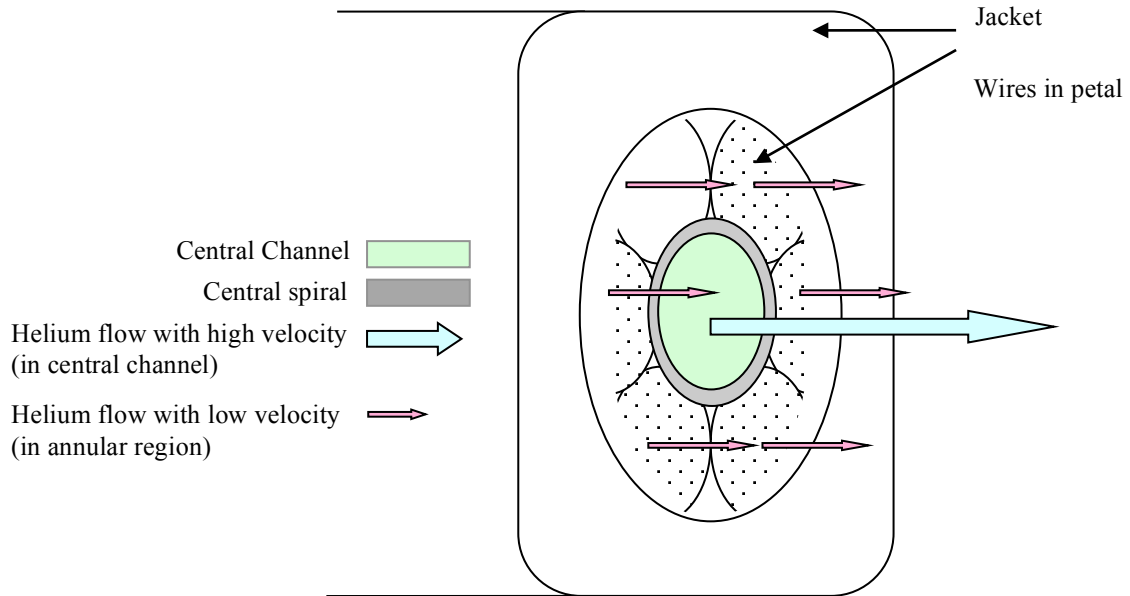 Jacket
Wires in petal
Central Channel
Central spiral
Helium flow with high velocity
(in central channel)
Helium flow with low velocity
(in annular region)